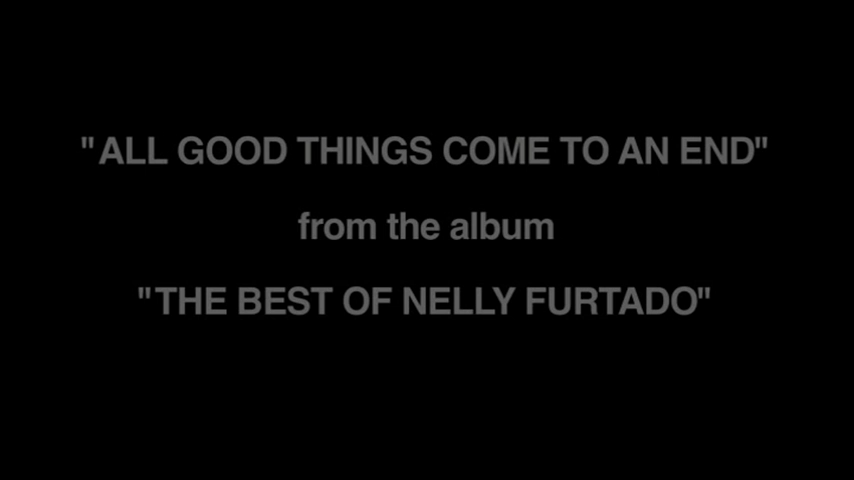 "ALL GOOD THINGS COME TO AN END"
from the album
"THE BEST OF NELLY FURTADO"